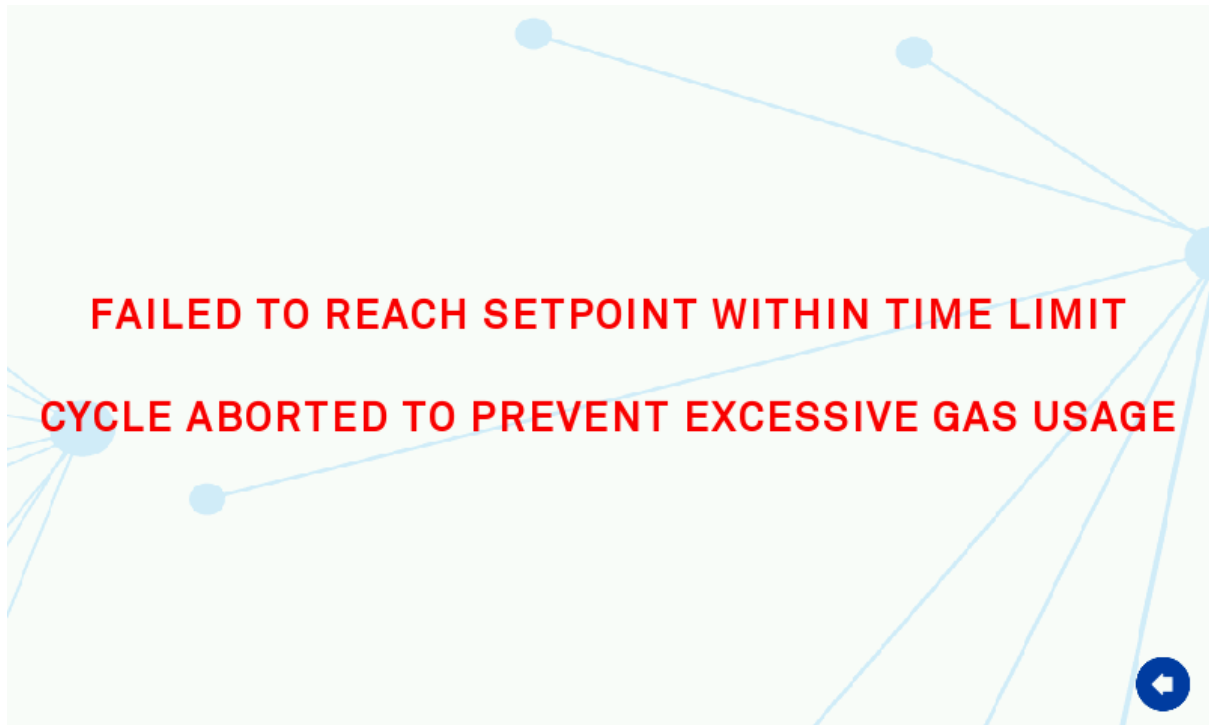 FAILED TO REACH SETPOINT WITHIN TIME LIMIT
CYCLE ABORTED TO PREVENT EXCESSIVE GAS USAGE